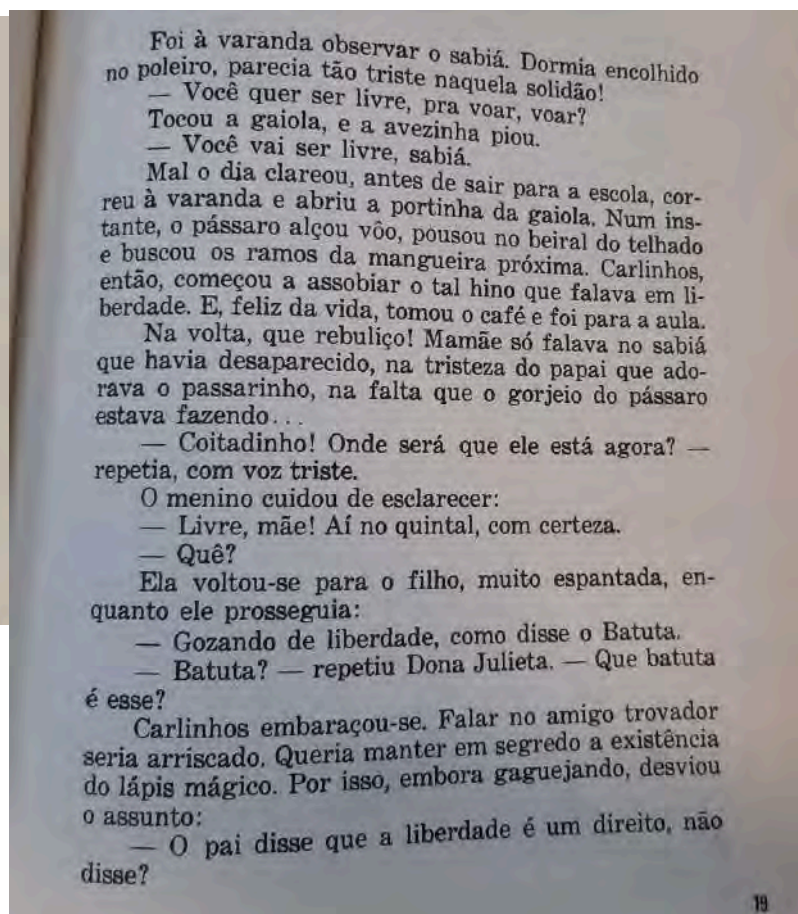 Foi à varanda observar o sabiá. Dormia encolhido
no poleiro, parecia tão triste naquela solidão!
— Você quer ser livre, pra voar, voar?
Tocou a gaiola, e a avezinha piou.
— Você vai ser livre, sabiá.
Mal o dia clareou, antes de sair para a escola, cor-
reu à varanda e abriu a portinha da gaiola. Num ins-
tante, o pássaro alçou vôo, pousou no beiral do telhado
e buscou os ramos da mangueira próxima. Carlinhos,
então, começou a assobiar o tal hino que falava em li-
berdade. E, feliz da vida, tomou o café e foi para a aula.
Na volta, que rebuliço! Mamãe só falava no sabiá
que havia desaparecido, na tristeza do papai que ado-
rava o passarinho, na falta que o gorjeio do pássaro
estava fazendo...
— Coitadinho! Onde será que ele está agora? —
repetia, com voz triste.
O menino cuidou de esclarecer:
— Livre, mãe! Aí no quintal, com certeza.
— Quê?
Ela voltou-se para o filho, muito espantada, en-
quanto ele prosseguia:
— Gozando de liberdade, como disse o Batuta.
— Batuta? — repetiu Dona Julieta. — Que batuta
é esse?
Carlinhos embaraçou-se. Falar no amigo trovador
seria arriscado. Queria manter em segredo a existência
do lápis mágico. Por isso, embora gaguejando, desviou
o assunto:
— O pai disse que a liberdade é um direito, não
disse?
19